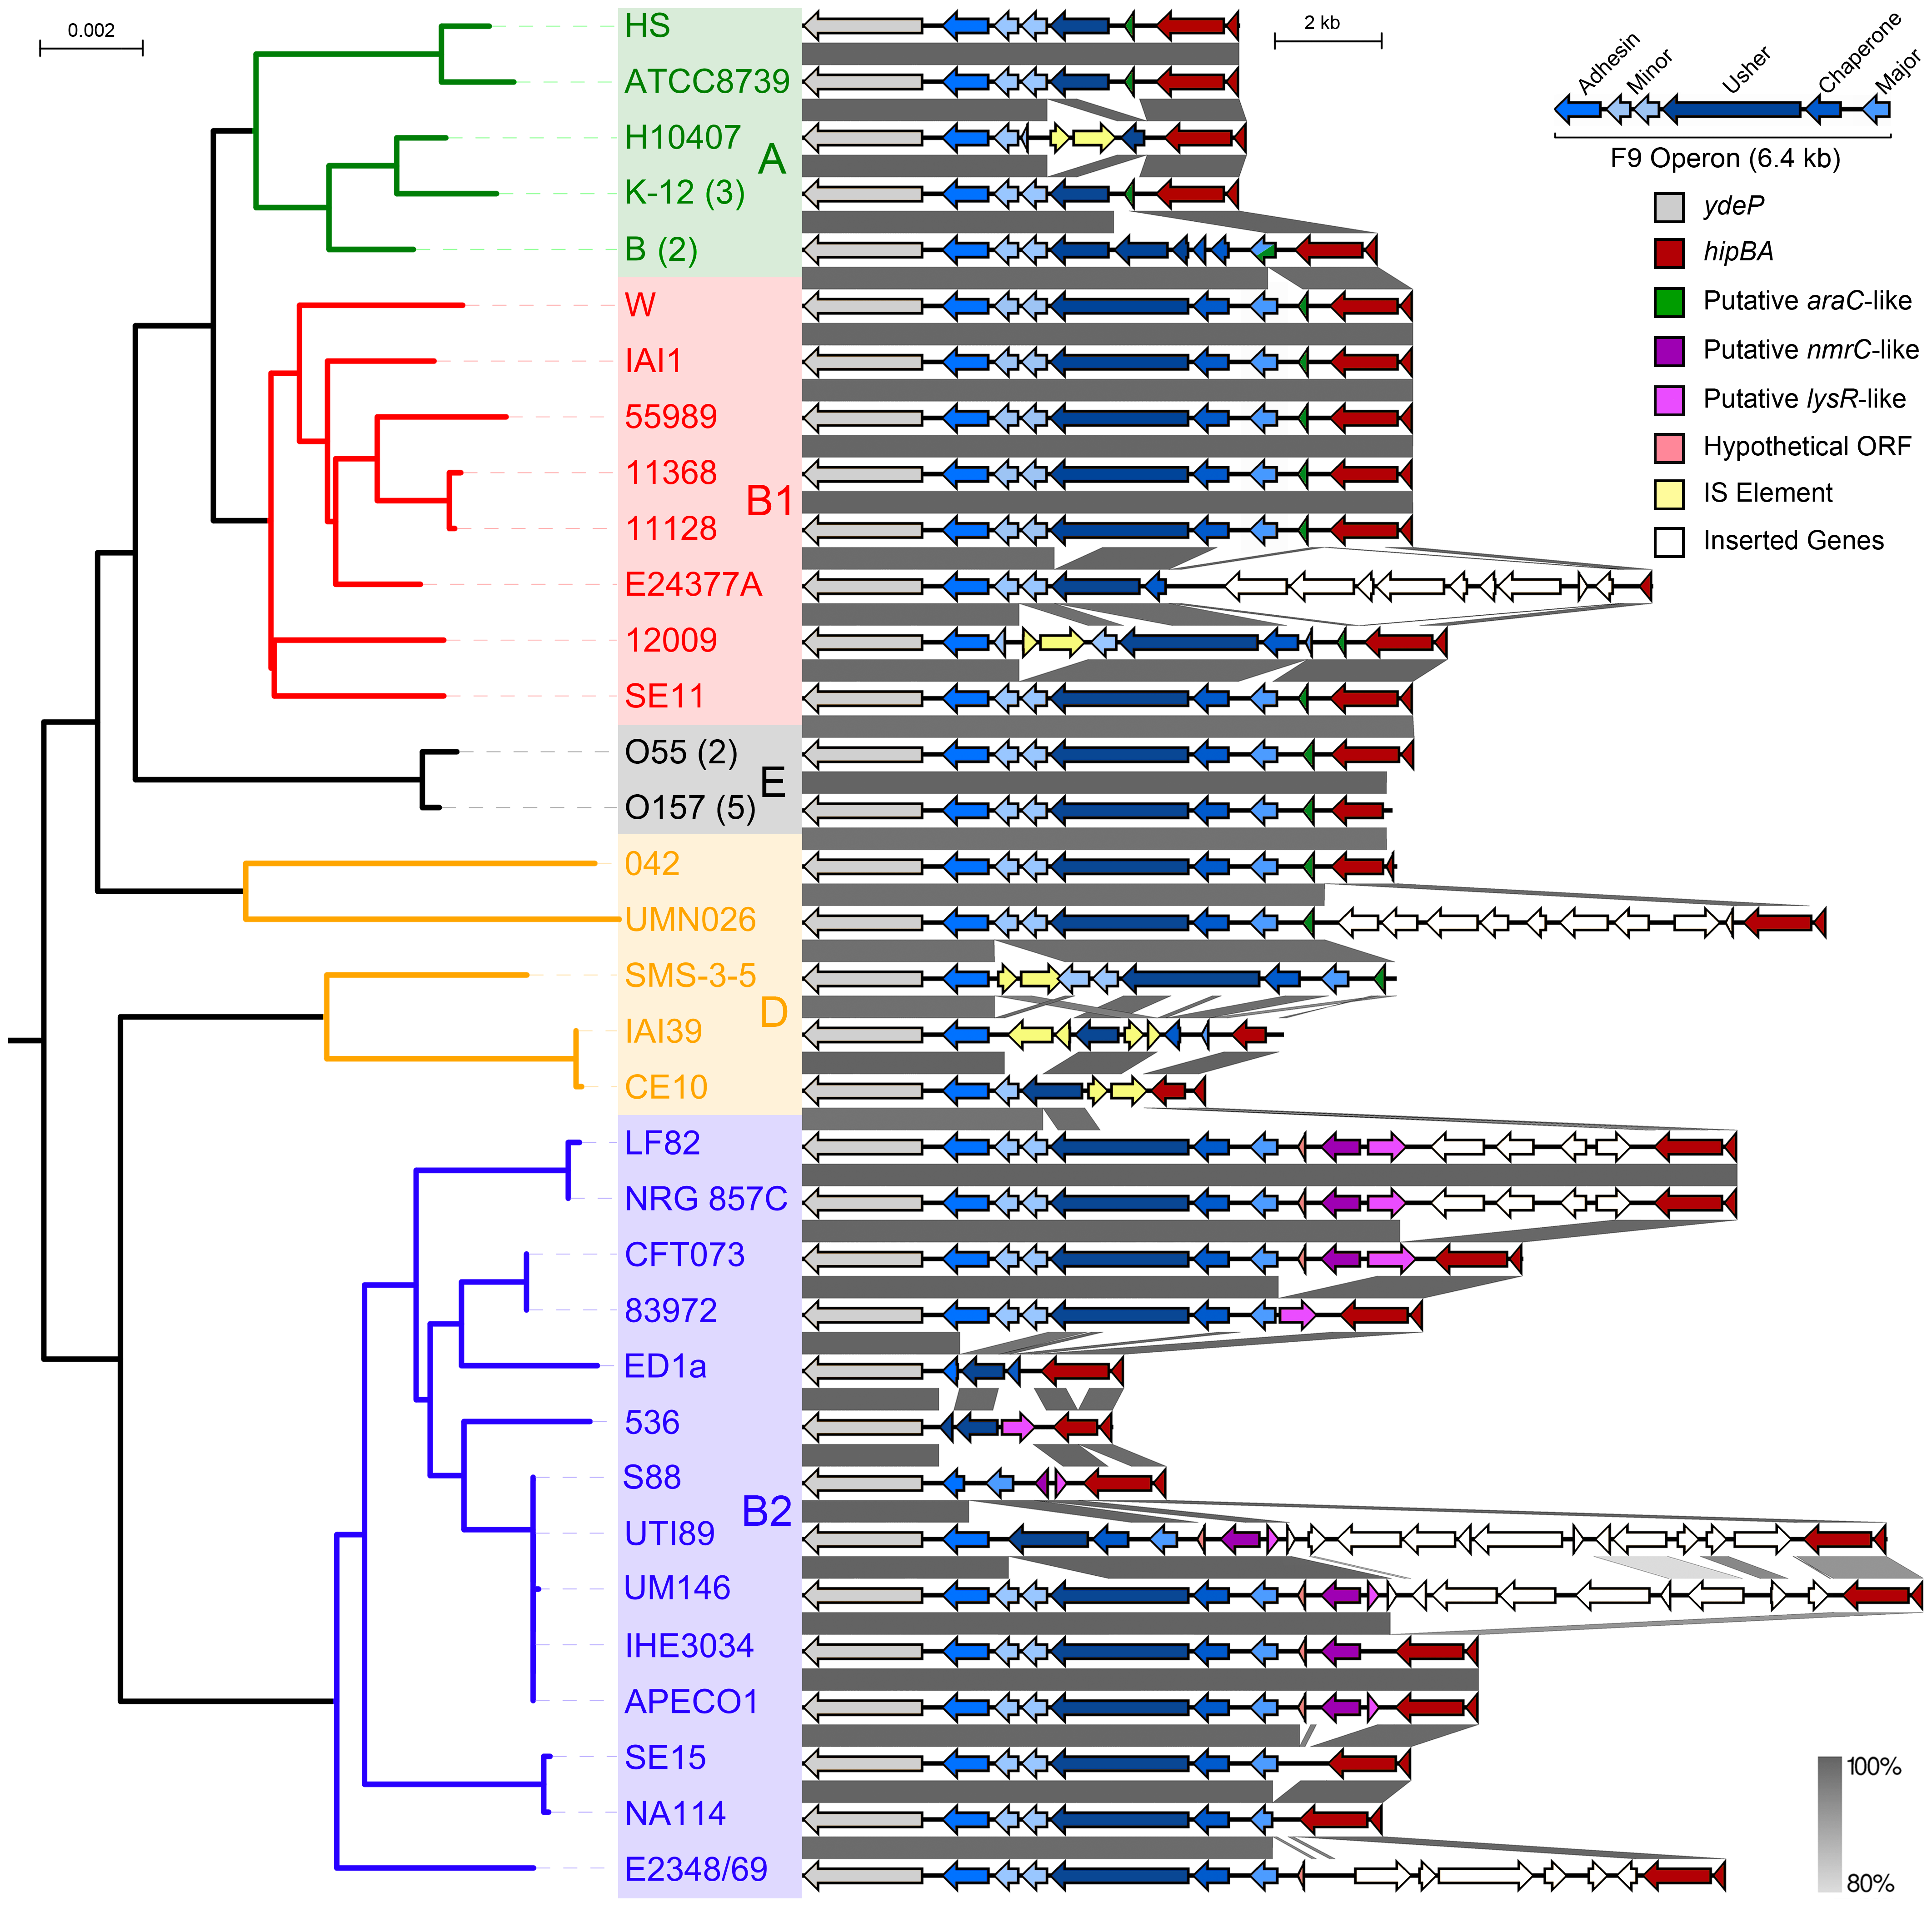 0.002
2 kb
Adhesin
Minor
Usher
Chaperone
Major
F9 Operon (6.4 kb)
ydeP
hipBA
Putative araC-like
Putative nmrC-like
Putative lysR-like
Hypothetical ORF
IS Element
Inserted Genes
HS
ATCC8739
H10407
A
K-12 (3)
B (2)
W
IAI1
55989
11368
B1
11128
E24377A
12009
SE11
O55 (2)
E
O157 (5)
042
UMN026
SMS-3-5
D
IAI39
CE10
LF82
NRG 857C
CFT073
83972
ED1a
536
S88
B2
UTI89
UM146
IHE3034
APECO1
SE15
NA114
E2348/69
100%
80%